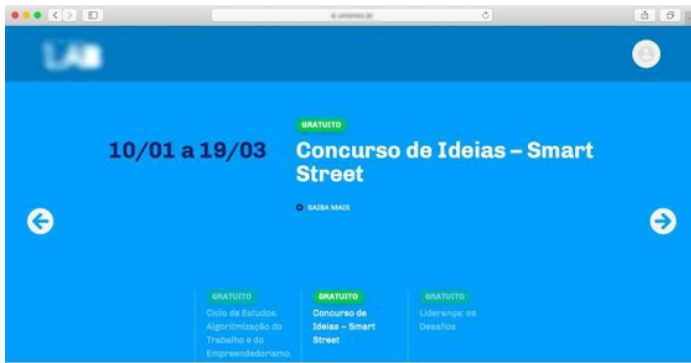 GRATUITO
10/01 a 19/03
Concurso de Ideias – Smart
Street
SAIBA MAIS
GRATUITO
Ciclo de Estudos.
Algoritmização do
Trabalho e do
Empreendedorismo.
GRATUITO
Concurso de
Ideias – Smart
Street
GRATUITO
Liderança: os
Desafios